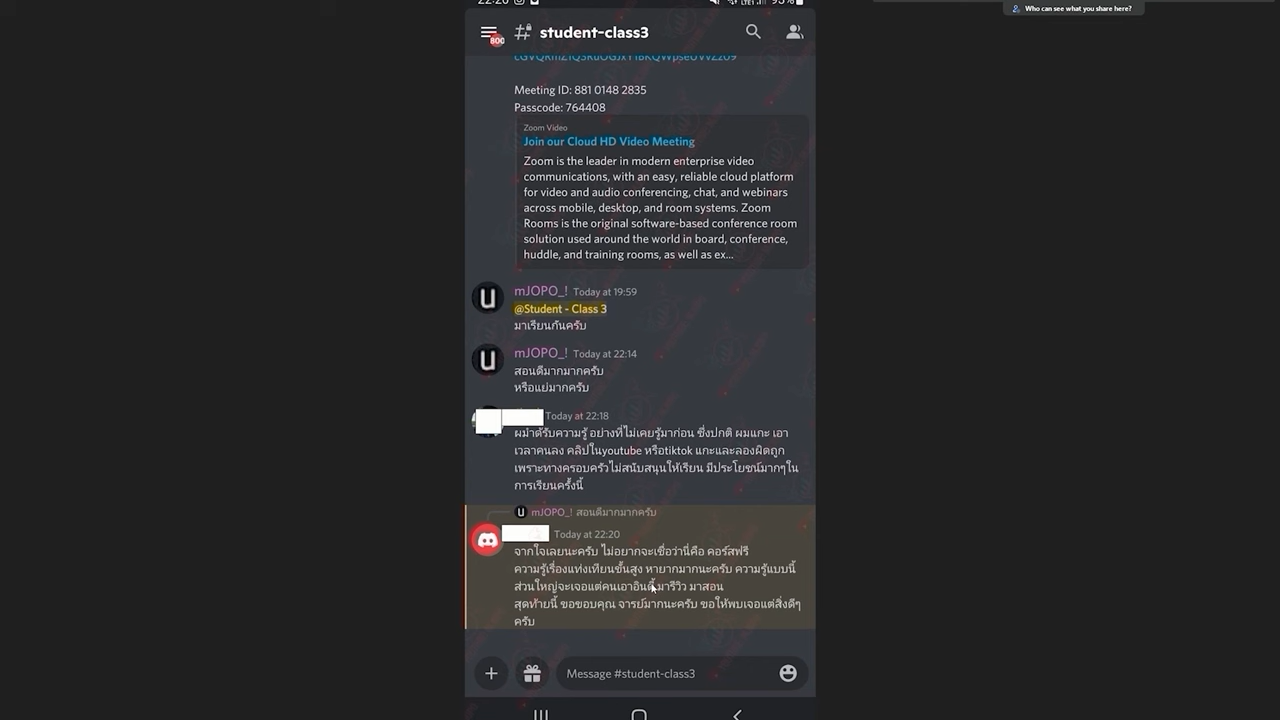 Who can see what you share here?
22:20
95%
# student-class3
800
Meeting ID: 881 0148 2835
Passcode: 764408
Zoom Video
Join our Cloud HD Video Meeting
Zoom is the leader in modern enterprise video
communications, with an easy, reliable cloud platform
for video and audio conferencing, chat, and webinars
across mobile, desktop, and room systems. Zoom
Rooms is the original software-based conference room
solution used around the world in board, conference,
huddle, and training rooms, as well as ex...
mJOPO_! Today at 19:59
@Student - Class 3
มาเรียนกันครับ
mJOPO_! Today at 22:14
สอนดีมากมากครับ
หรือแย่มากครับ
Today at 22:18
ได้รับความรู้ อย่างที่ไม่เคยรู้มาก่อน ซึ่งปกติ ผมแกะ เอา
เวลาคนลง คลิปในyoutube หรือtiktok แกะและลองผิดถูก
เพราะทางครอบครัวไม่สนับสนุนให้เรียน มีประโยชน์มากๆใน
การเรียนครั้งนี้
mJOPO_! สอนดีมากมากครับ
Today at 22:20
จากใจเลยนะครับ ไม่อยากจะเชื่อว่านี่คือ คอร์สฟรี
ความรู้เรื่องแท่งเทียนขั้นสูง หายากมากนะครับ ความรู้แบบนี้
ส่วนใหญ่จะเจอแต่คนเอาอินดี้มารีวิว มาสอน
สุดท้ายนี้ ขอขอบคุณ จารย์มากนะครับ ขอให้พบเจอแต่สิ่งดีๆ
ครับ
Message #student-class3